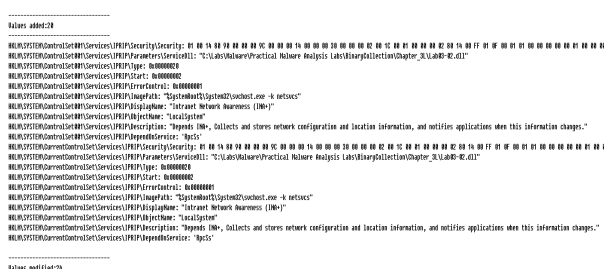 ----------------------------------
Values added:20
----------------------------------
HKLM\SYSTEM\ControlSet001\Services\IPRIP\Security\Security: 01 00 14 80 90 00 00 00 9C 00 00 00 14 00 00 00 30 00 00 00 02 00 1C 00 01 00 00 00 02 80 14 00 FF 01 0F 00 01 01 00 00 00 00 00 01 00 00
HKLM\SYSTEM\ControlSet001\Services\IPRIP\Parameters\ServiceDll: "C:\Labs\Malware\Practical Malware Analysis Labs\BinaryCollection\Chapter_3L\Lab03-02.dll"
HKLM\SYSTEM\ControlSet001\Services\IPRIP\Type: 0x00000020
HKLM\SYSTEM\ControlSet001\Services\IPRIP\Start: 0x00000002
HKLM\SYSTEM\ControlSet001\Services\IPRIP\ErrorControl: 0x00000001
HKLM\SYSTEM\ControlSet001\Services\IPRIP\ImagePath: "%SystemRoot%\System32\svchost.exe -k netsvcs"
HKLM\SYSTEM\ControlSet001\Services\IPRIP\DisplayName: "Intranet Network Awareness (INA+)"
HKLM\SYSTEM\ControlSet001\Services\IPRIP\ObjectName: "LocalSystem"
HKLM\SYSTEM\ControlSet001\Services\IPRIP\Description: "Depends INA+, Collects and stores network configuration and location information, and notifies applications when this information changes."
HKLM\SYSTEM\ControlSet001\Services\IPRIP\DependOnService: 'RpcSs'
HKLM\SYSTEM\CurrentControlSet\Services\IPRIP\Security\Security: 01 00 14 80 90 00 00 00 9C 00 00 00 14 00 00 00 30 00 00 00 02 00 1C 00 01 00 00 00 02 80 14 00 FF 01 0F 00 01 01 00 00 00 00 00 01 00
HKLM\SYSTEM\CurrentControlSet\Services\IPRIP\Parameters\ServiceDll: "C:\Labs\Malware\Practical Malware Analysis Labs\BinaryCollection\Chapter_3L\Lab03-02.dll"
HKLM\SYSTEM\CurrentControlSet\Services\IPRIP\Type: 0x00000020
HKLM\SYSTEM\CurrentControlSet\Services\IPRIP\Start: 0x00000002
HKLM\SYSTEM\CurrentControlSet\Services\IPRIP\ErrorControl: 0x00000001
HKLM\SYSTEM\CurrentControlSet\Services\IPRIP\ImagePath: "%SystemRoot%\System32\svchost.exe -k netsvcs"
HKLM\SYSTEM\CurrentControlSet\Services\IPRIP\DisplayName: "Intranet Network Awareness (INA+)"
HKLM\SYSTEM\CurrentControlSet\Services\IPRIP\ObjectName: "LocalSystem"
HKLM\SYSTEM\CurrentControlSet\Services\IPRIP\Description: "Depends INA+, Collects and stores network configuration and location information, and notifies applications when this information changes."
HKLM\SYSTEM\CurrentControlSet\Services\IPRIP\DependOnService: 'RpcSs'
----------------------------------
Values modified:24